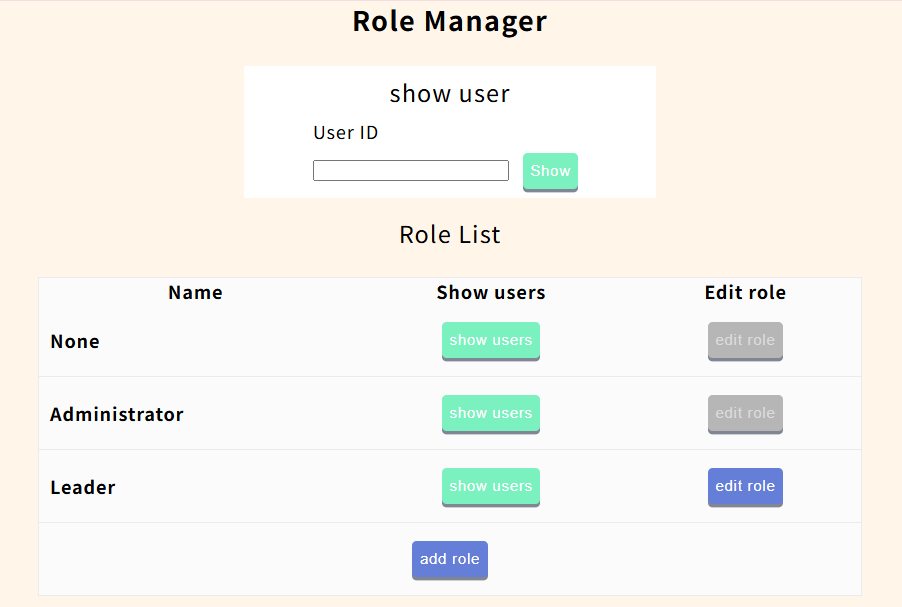 Role Manager
show user
User ID
Show
Role List
Name Show users Edit role
None show users edit role
Administrator show users edit role
Leader show users edit role
add role